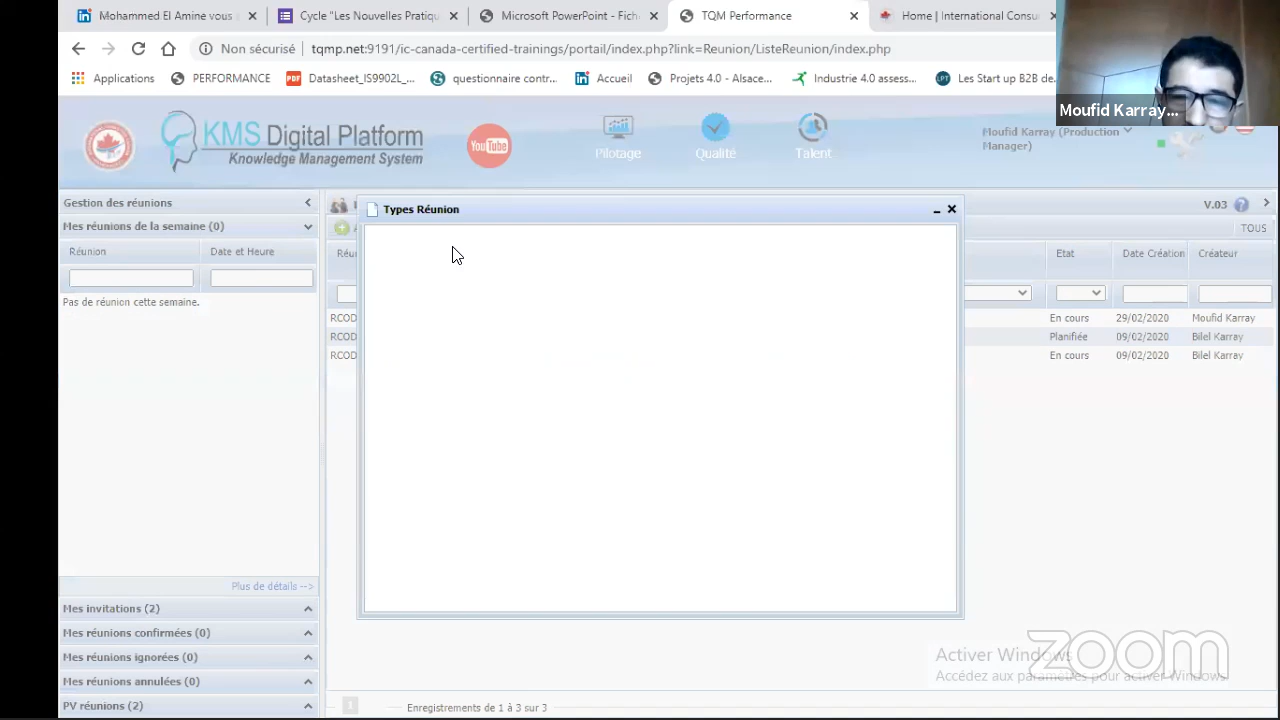 Mohammed El Amine vous a
Cycle "Les Nouvelles Pratiqu
Microsoft PowerPoint - Fich
TQM Performance
Home | International Consu
Non sécurisé | tqmp.net:9191/ic-canada-certified-trainings/portail/index.php?link=Reunion/ListeReunion/index.php
Applications
PERFORMANCE
Datasheet_IS9902L_...
questionnaire contr...
Accueil
Projets 4.0 - Alsace...
Industrie 4.0 assess...
Les Start up B2B de
Moufid Karray...
KMS Digital Platform
Knowledge Management System
YouTube
Pilotage
Qualité
Talent
Moufid Karray (Production
Manager)
Gestion des réunions
Types Réunion
V.03
Mes réunions de la semaine (0)
TOUS
Réunion
Date et Heure
Réu
Etat
Date Création
Créateur
Pas de réunion cette semaine.
RCOD
En cours
29/02/2020
Moufid Karray
RCOD
Planifiée
09/02/2020
Bilel Karray
RCOD
En cours
09/02/2020
Bilel Karray
Plus de détails -->
Mes invitations (2)
Mes réunions confirmées (0)
Mes réunions ignorées (0)
Mes réunions annulées (0)
PV réunions (2)
Activer Windows
Accédez aux paramètres pour activer Windows.
zoom
Enregistrements de 1 à 3 sur 3